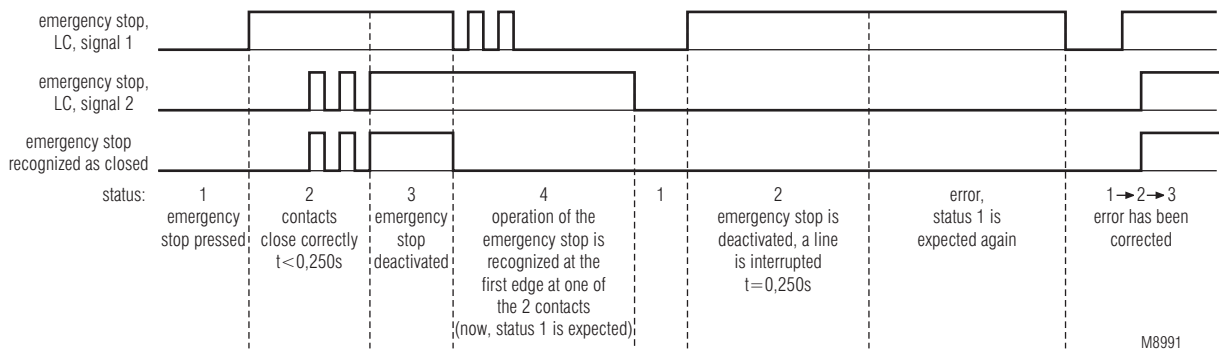 emergency stop,
LC, signal 1
emergency stop,
LC, signal 2
emergency stop
recognized as closed
status:
1
emergency
stop pressed
2
contacts
close correctly
t<0,250s
3
emergency
stop
deactivated
4
operation of the
emergency stop is
recognized at the
first edge at one of
the 2 contacts
(now, status 1 is expected)
1
2
emergency stop is
deactivated, a line
is interrupted
t=0,250s
error,
status 1 is
expected again
1→2→3
error has been
corrected
M8991